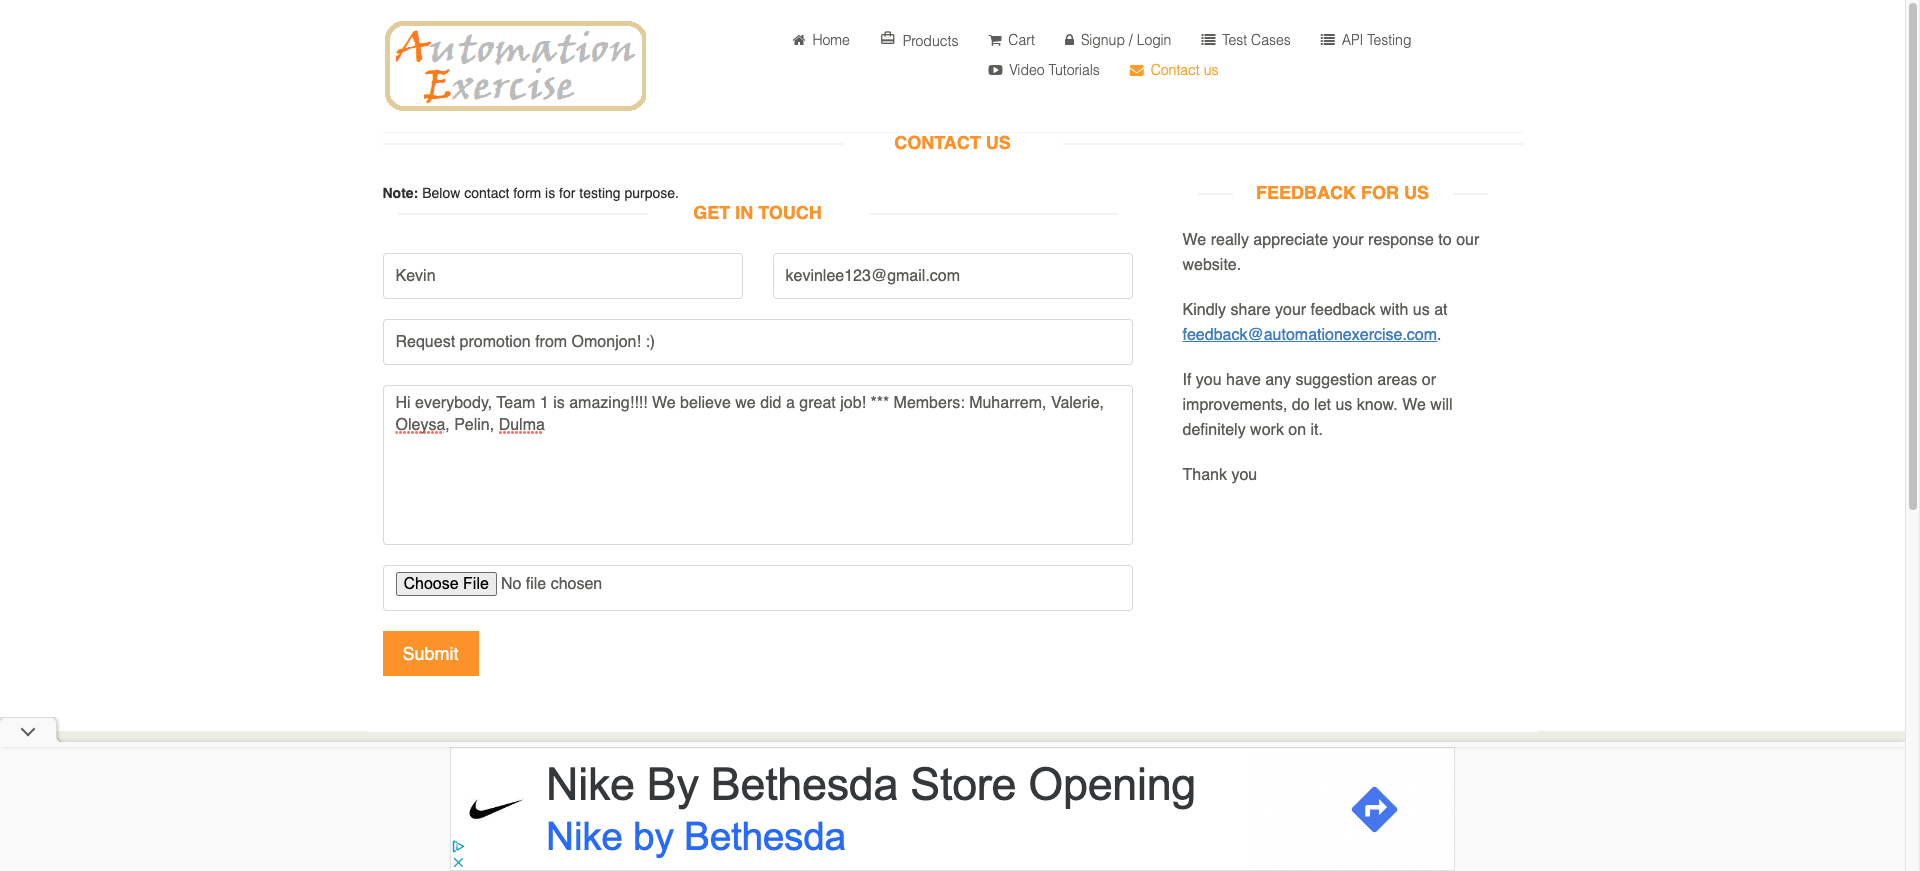 Automation
Exercise
Home
Products
Cart
Signup / Login
Test Cases
API Testing
Video Tutorials
Contact us
CONTACT US
Note: Below contact form is for testing purpose.
GET IN TOUCH
Kevin
kevinlee123@gmail.com
Request promotion from Omonjon! :)
Hi everybody, Team 1 is amazing!!!! We believe we did a great job! *** Members: Muharrem, Valerie,
Oleysa, Pelin, Dulma
Choose File No file chosen
Submit
FEEDBACK FOR US
We really appreciate your response to our
website.
Kindly share your feedback with us at
feedback@automationexercise.com.
If you have any suggestion areas or
improvements, do let us know. We will
definitely work on it.
Thank you
Nike By Bethesda Store Opening
Nike by Bethesda